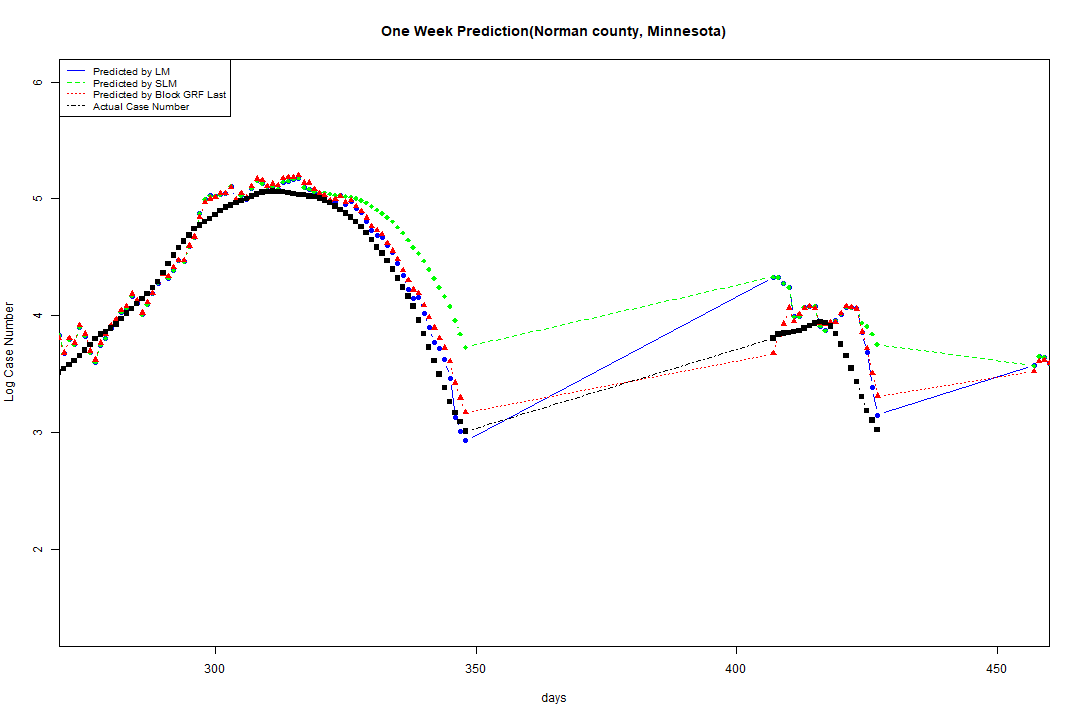 One Week Prediction(Norman county, Minnesota)
Predicted by LM
Predicted by SLM
Predicted by Block GRF Last
Actual Case Number
6
5
4
3
2
Log Case Number
300 350 400 450
days